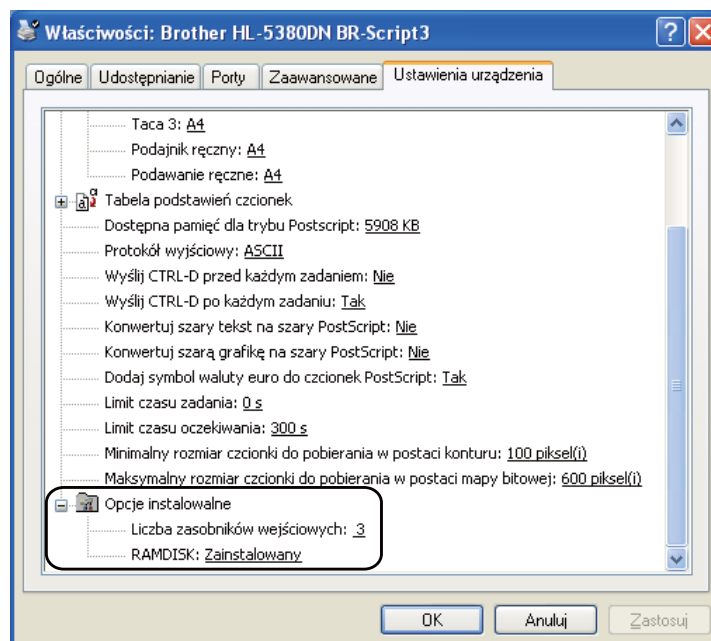 Właściwości: Brother HL-5380DN BR-Script3
Ogólne Udostępnianie Porty Zaawansowane Ustawienia urządzenia
Taca 3: A4
Podajnik ręczny: A4
Podawanie ręczne: A4
Tabela podstawień czcionek
Dostępna pamięć dla trybu Postscript: 5908 KB
Protokół wyjściowy: ASCII
Wyślij CTRL-D przed każdym zadaniem: Nie
Wyślij CTRL-D po każdym zadaniu: Tak
Konwertuj szary tekst na szary PostScript: Nie
Konwertuj szarą grafikę na szary PostScript: Nie
Dodaj symbol waluty euro do czcionek PostScript: Tak
Limit czasu zadania: 0 s
Limit czasu oczekiwania: 300 s
Minimalny rozmiar czcionki do pobierania w postaci konturu: 100 piksel(i)
Maksymalny rozmiar czcionki do pobierania w postaci mapy bitowej: 600 piksel(i)
Opcje instalowalne
Liczba zasobników wejściowych: 3
RAMDISK: Zainstalowany
OK Anuluj Zastosuj